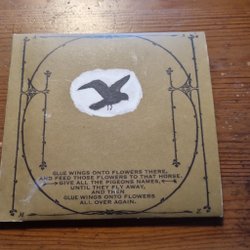 GLUE WINGS ONTO FLOWERS THERE,
AND FEED THOSE FLOWERS TO THAT HORSE.
GIVE ALL THE PIGEONS NAMES,
UNTIL THEY FLY AWAY,
AND THEN
GLUE WINGS ONTO FLOWERS
ALL OVER AGAIN.